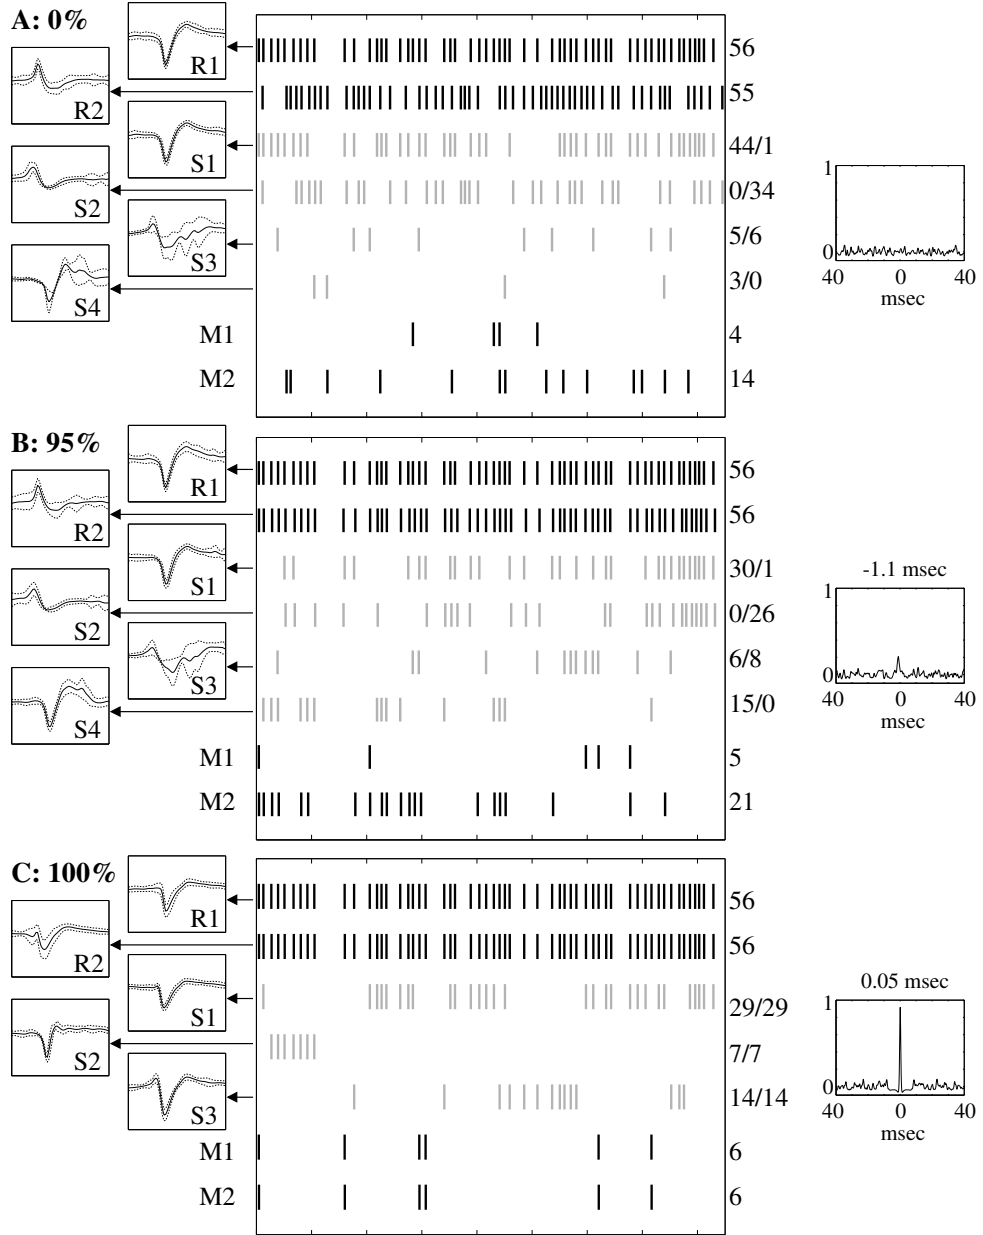 A: 0%
R1
56
R2
55
S1
44/1
S2
0/34
S3
5/6
S4
3/0
M1
4
M2
14
1
0
40
0
40
msec
B: 95%
R1
56
R2
56
S1
30/1
S2
0/26
S3
6/8
S4
15/0
M1
5
M2
21
-1.1 msec
1
0
40
0
40
msec
C: 100%
R1
56
R2
56
S1
29/29
S2
7/7
S3
14/14
M1
6
M2
6
0.05 msec
1
0
40
0
40
msec